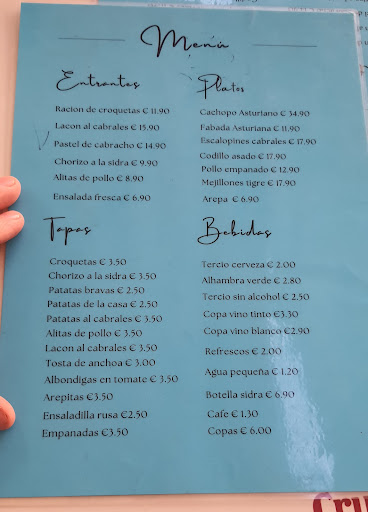 Menú
Entrantes
Racion de croquetas € 11.90
Lacon al cabrales € 15.90
Pastel de cabracho € 14.90
Chorizo a la sidra € 9.90
Alitas de pollo € 8.90
Ensalada fresca € 6.90
Platos
Cachopo Asturiano € 34.90
Fabada Asturiana € 11.90
Escalopines cabrales € 17.90
Codillo asado € 17.90
Pollo empanado € 12.90
Mejillones tigre € 17.90
Arepa € 6.90
Tapas
Croquetas € 3.50
Chorizo a la sidra € 3.50
Patatas bravas € 2.50
Patatas de la casa € 2.50
Patatas al cabrales € 3.50
Alitas de pollo € 3.50
Lacon al cabrales € 3.50
Tosta de anchoa € 3.00
Albondigas en tomate € 3.50
Arepitas €3.50
Ensaladilla rusa €2.50
Empanadas €3.50
Bebidas
Tercio cerveza € 2.00
Alhambra verde € 2.80
Tercio sin alcohol € 2.50
Copa vino tinto €3.30
Copa vino blanco €2.90
Refrescos € 2.00
Agua pequeña € 1.20
Botella sidra € 6.90
Cafe € 1.30
Copas € 6.00